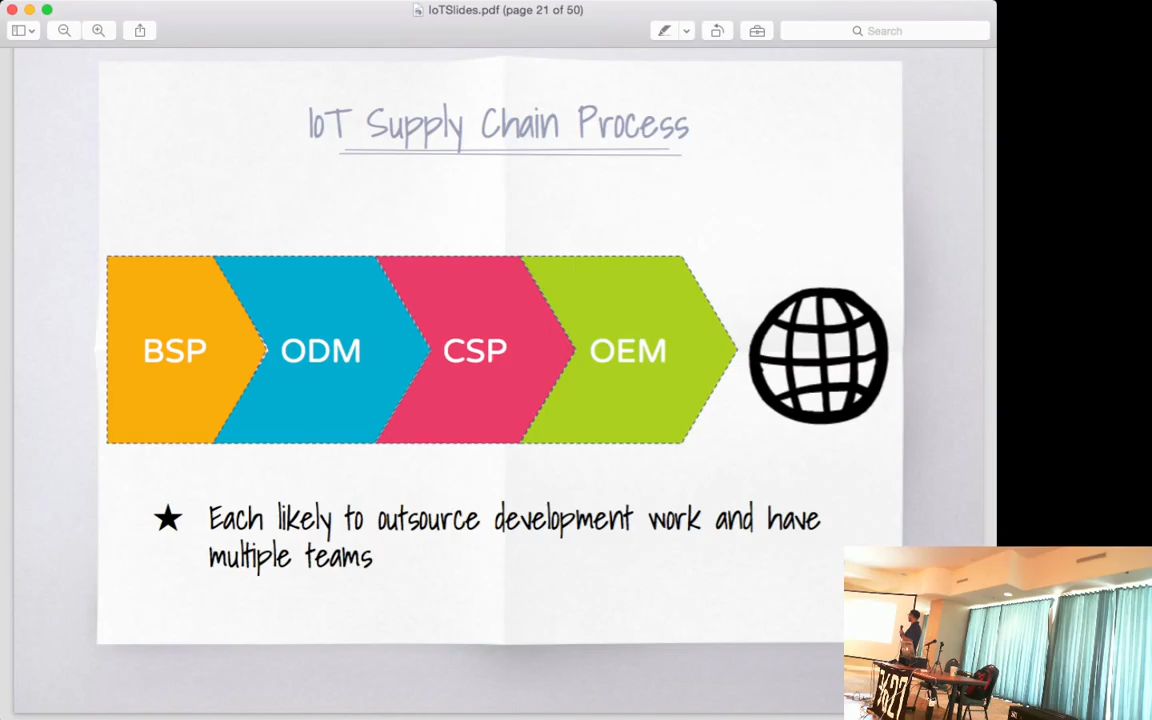 IoTSlides.pdf (page 21 of 50)
Search
IoT Supply Chain Process
BSP ODM CSP OEM
★ Each likely to outsource development work and have
multiple teams